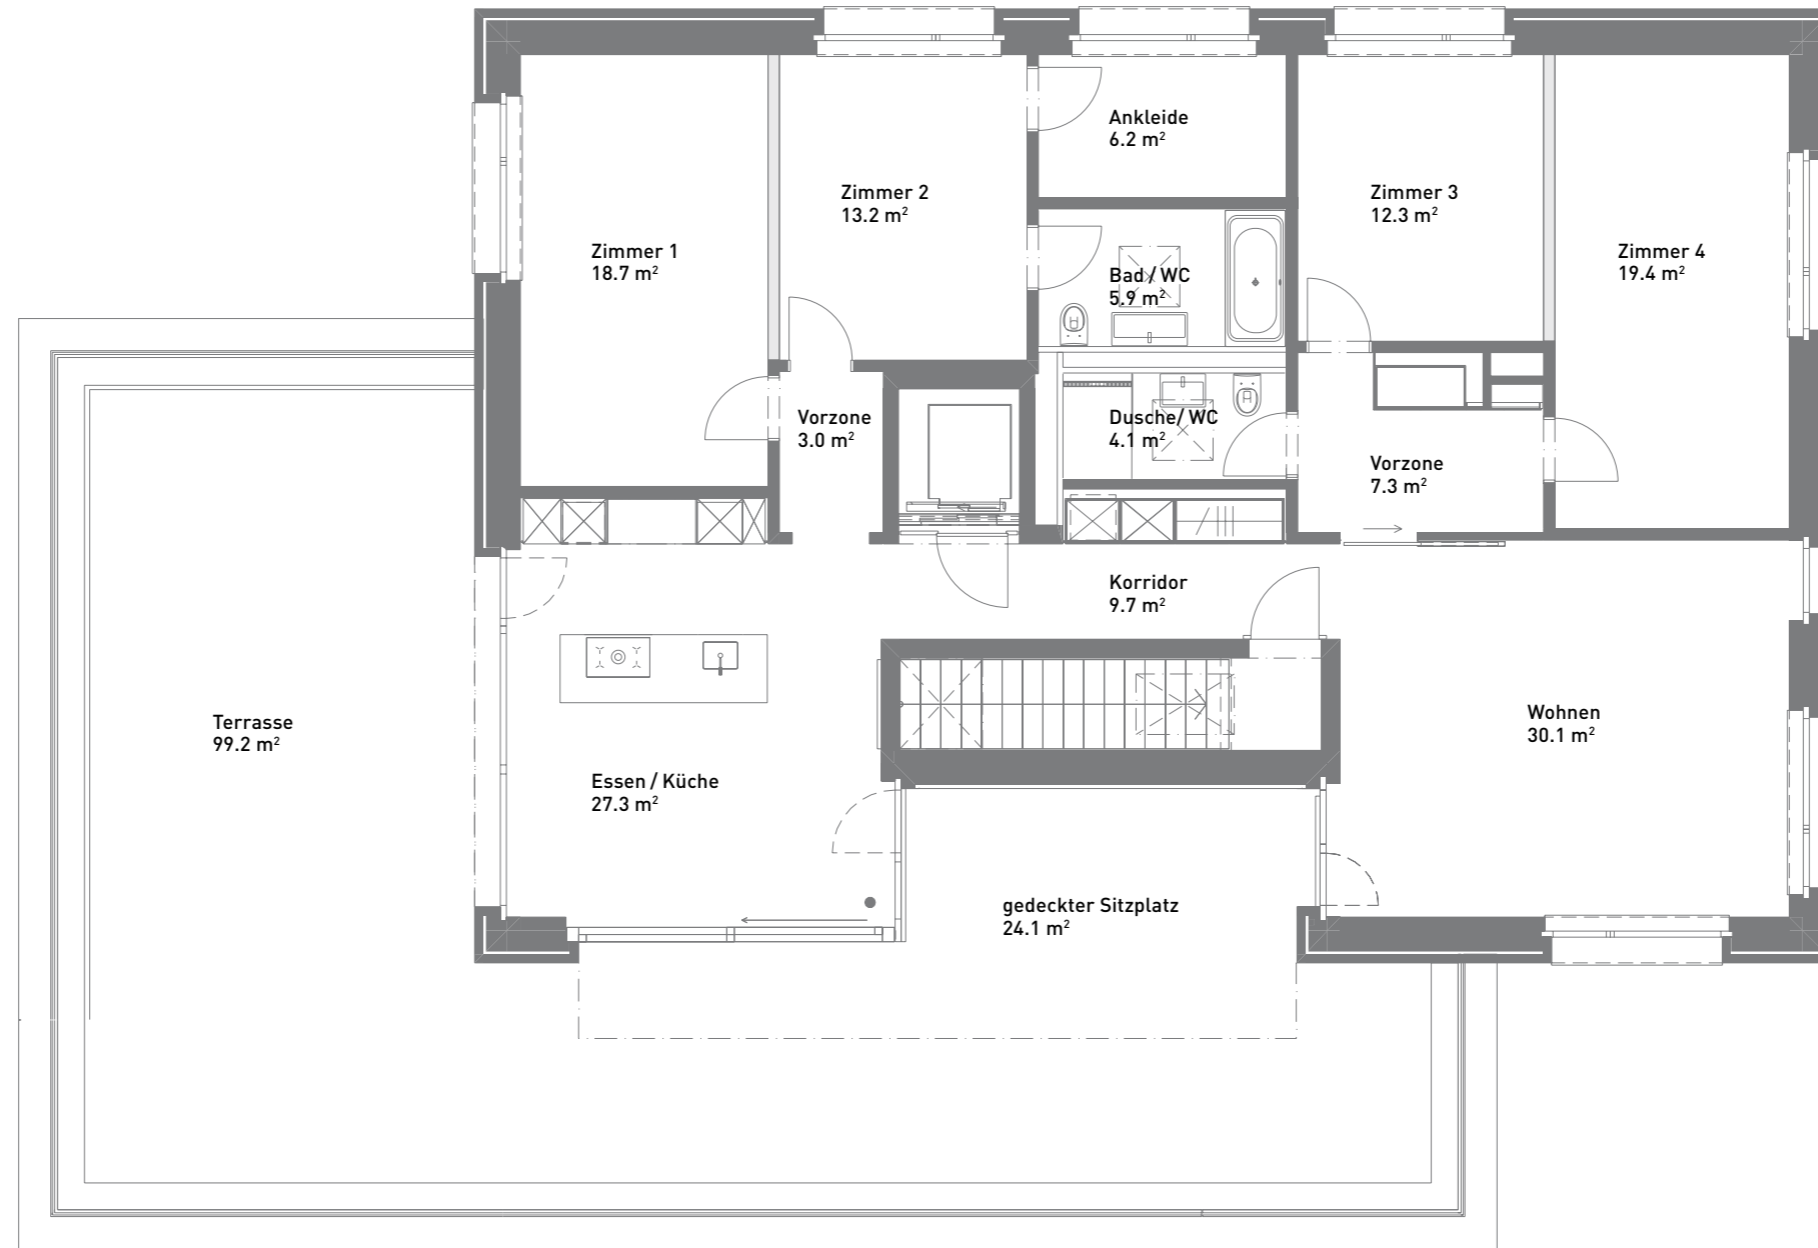 Ankleide
6.2 m²
Zimmer 2
13.2 m²
Zimmer 3
12.3 m²
Zimmer 1
18.7 m²
Zimmer 4
19.4 m²
Bad / WC
5.9 m²
Vorzone
3.0 m²
Dusche/ WC
4.1 m²
Vorzone
7.3 m²
Korridor
9.7 m²
Terrasse
99.2 m²
Wohnen
30.1 m²
Essen / Küche
27.3 m²
gedeckter Sitzplatz
24.1 m²